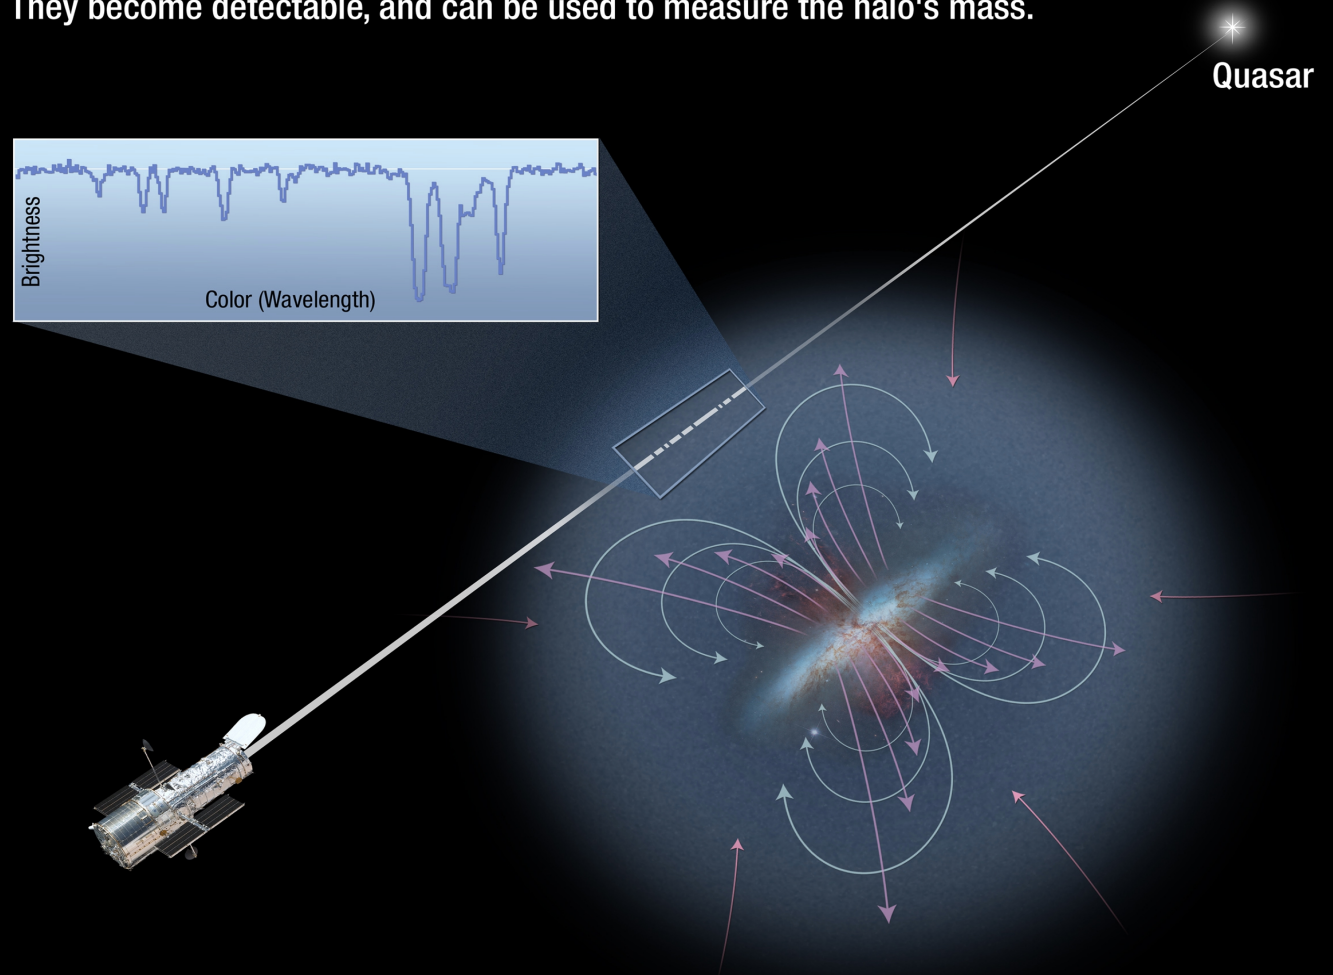 They become detectable, and can be used to measure the halo's mass.
Quasar
Brightness
Color (Wavelength)